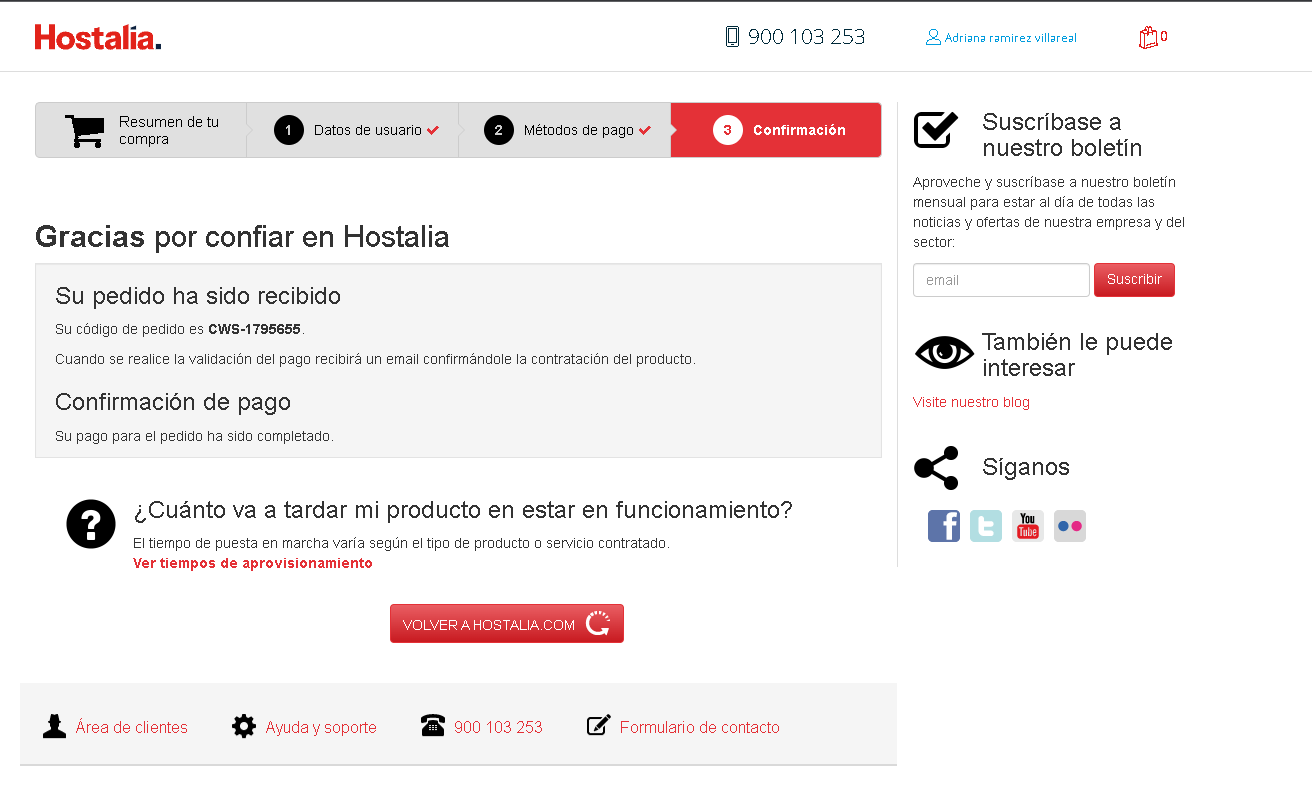 Hostalia.
900 103 253
Adriana ramirez villareal
0
Resumen de tu
compra
1 Datos de usuario
2 Métodos de pago
3 Confirmación
Gracias por confiar en Hostalia
Su pedido ha sido recibido
Su código de pedido es CWS-1795655.
Cuando se realice la validación del pago recibirá un email confirmándole la contratación del producto.
Confirmación de pago
Su pago para el pedido ha sido completado.
¿Cuánto va a tardar mi producto en estar en funcionamiento?
El tiempo de puesta en marcha varía según el tipo de producto o servicio contratado.
Ver tiempos de aprovisionamiento
VOLVER A HOSTALIA.COM
Suscríbase a
nuestro boletín
Aproveche y suscríbase a nuestro boletín
mensual para estar al día de todas las
noticias y ofertas de nuestra empresa y del
sector:
email
Suscribir
También le puede
interesar
Visite nuestro blog
Síganos
f
t
You
Tube
Área de clientes
Ayuda y soporte
900 103 253
Formulario de contacto